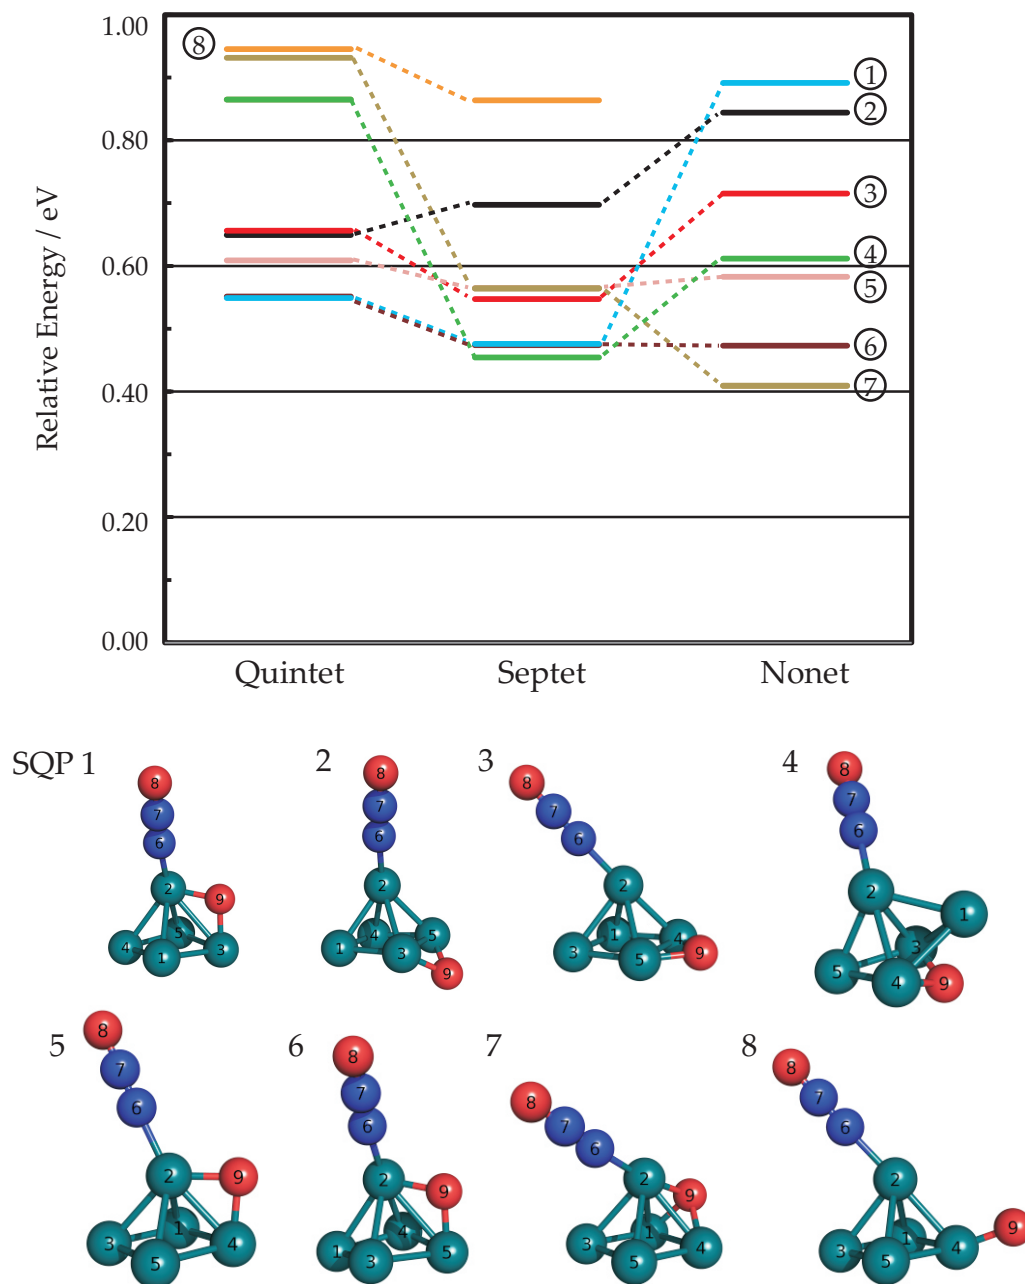 1.00
⑧
①
②
0.80
③
Relative Energy / eV
0.60
④
⑤
⑥
0.40
⑦
0.20
0.00
Quintet Septet Nonet
SQP 1 2 3 4
8 7 6 2 9 4 5 1 3
8 7 6 2 1 4 5 3 9
8 7 6 2 3 1 4 5 9
8 7 6 2 1 3 5 4 9
5 6 7 8
8 7 6 2 9 3 1 4 5
8 7 6 2 9 1 4 3 5
8 7 6 2 9 3 1 4 5
8 7 6 2 9 3 1 4 5